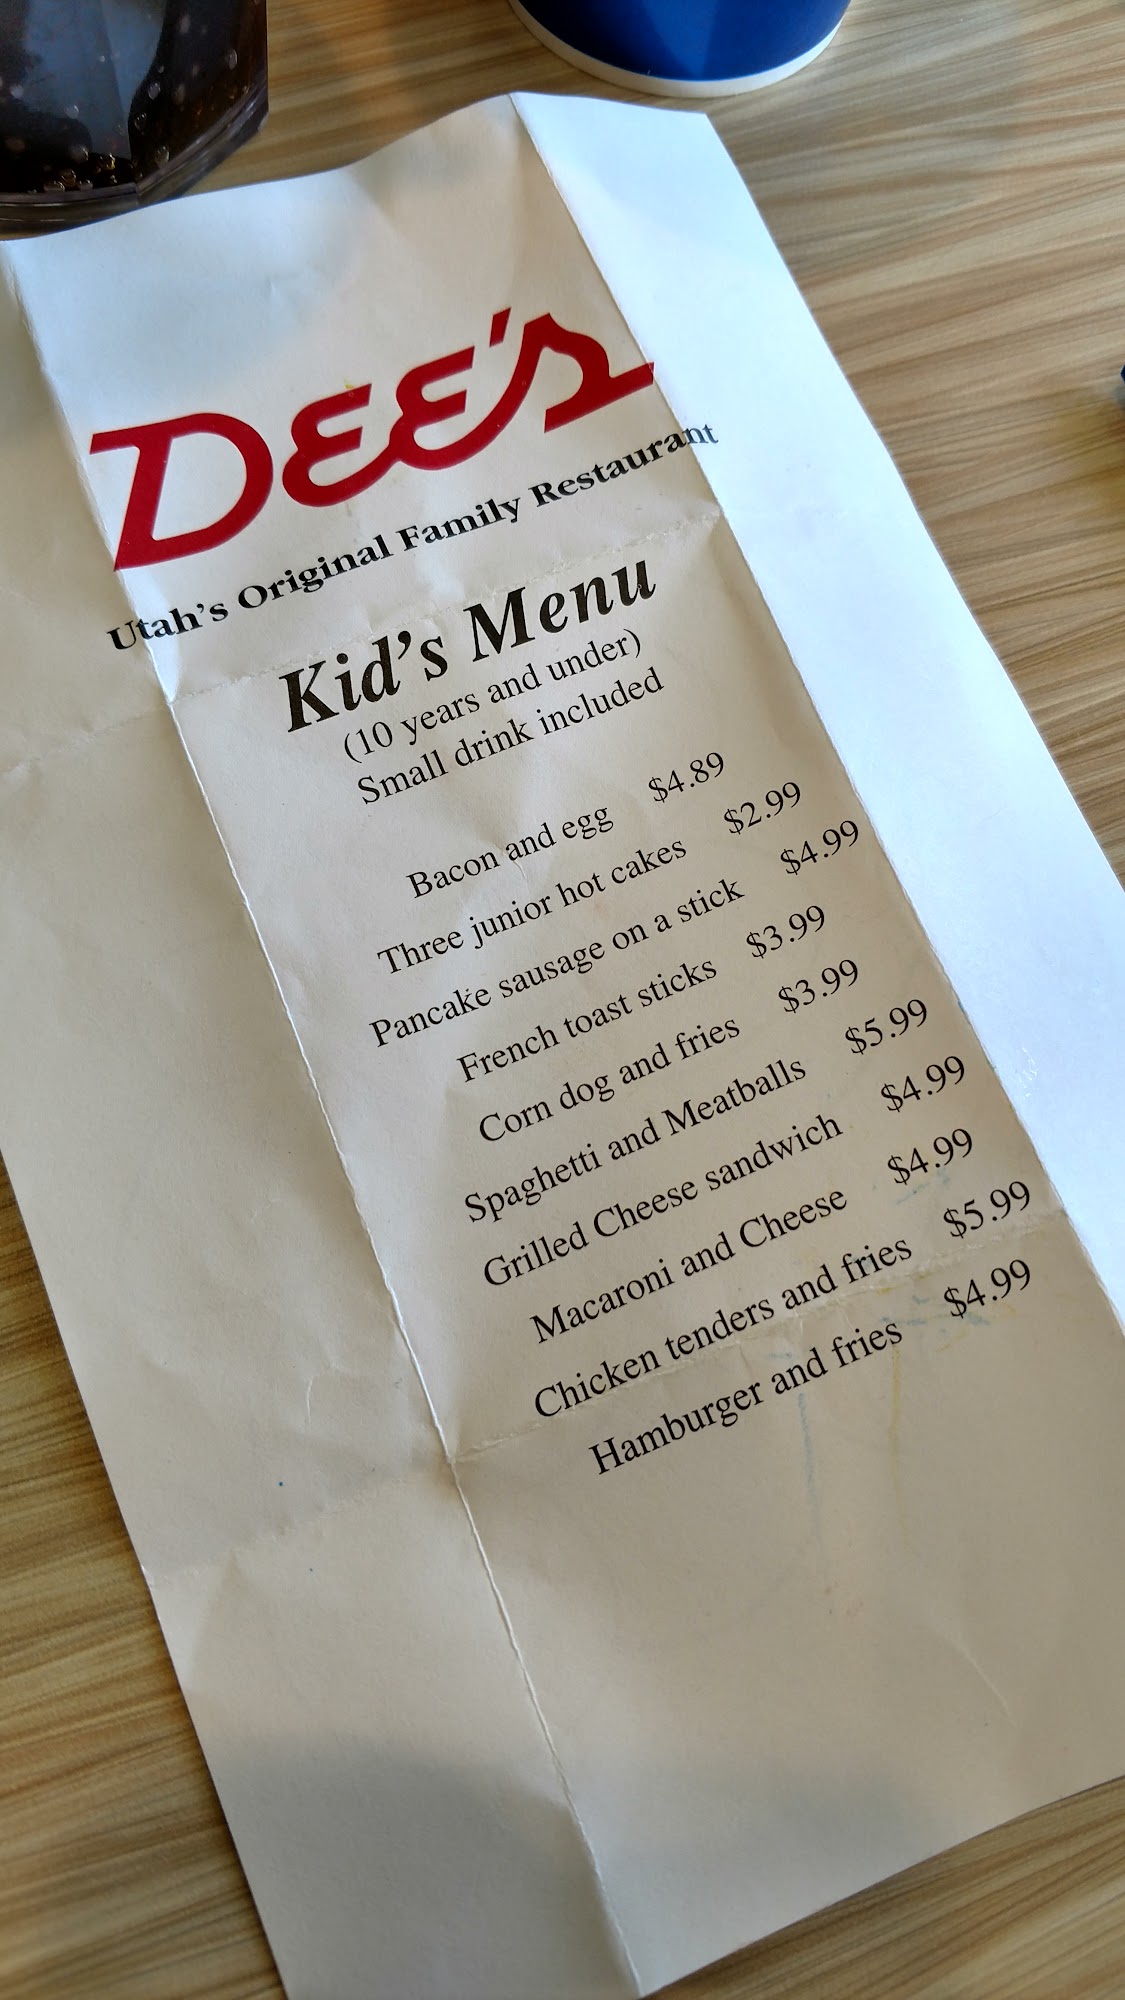 DEE'S
Utah's Original Family Restaurant
Kid's Menu
(10 years and under)
Small drink included
Bacon and egg $4.89
Three junior hot cakes $2.99
Pancake sausage on a stick $4.99
French toast sticks $3.99
Corn dog and fries $3.99
Spaghetti and Meatballs $5.99
Grilled Cheese sandwich $4.99
Macaroni and Cheese $4.99
Chicken tenders and fries $5.99
Hamburger and fries $4.99